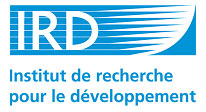 IRD
Institut de recherche
pour le développement